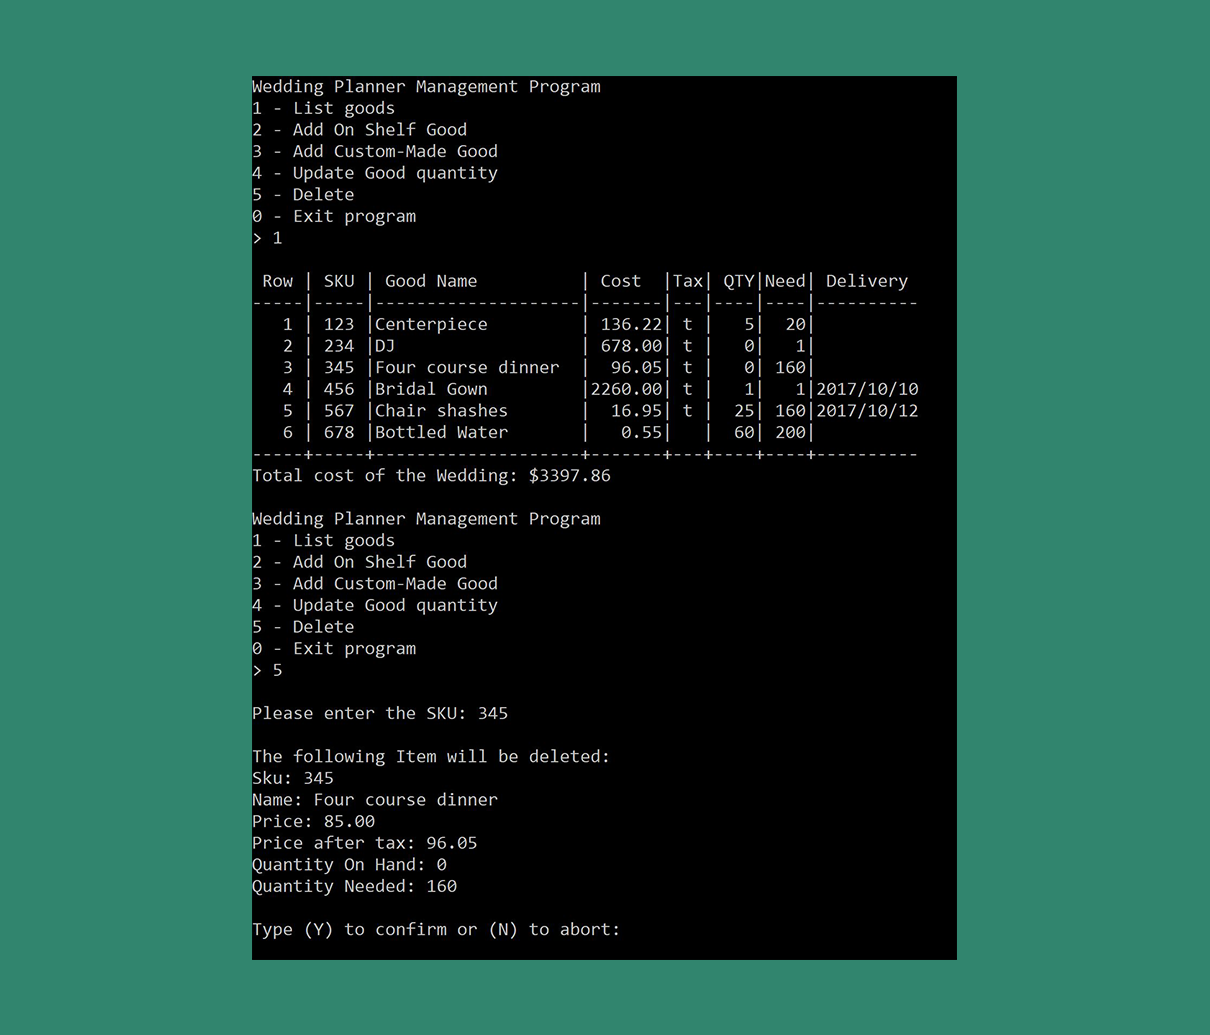 Wedding Planner Management Program
1 - List goods
2 - Add On Shelf Good
3 - Add Custom-Made Good
4 - Update Good quantity
5 - Delete
0 - Exit program
> 1

 Row | SKU | Good Name          | Cost  |Tax| QTY|Need| Delivery
-----|-----|--------------------|-------|---|----|----|----------
   1 | 123 |Centerpiece         | 136.22| t |   5|  20|
   2 | 234 |DJ                  | 678.00| t |   0|   1|
   3 | 345 |Four course dinner  |  96.05| t |   0| 160|
   4 | 456 |Bridal Gown         |2260.00| t |   1|   1|2017/10/10
   5 | 567 |Chair shashes       |  16.95| t |  25| 160|2017/10/12
   6 | 678 |Bottled Water       |   0.55|   |  60| 200|
-----+-----+--------------------+-------+---+----+----+----------
Total cost of the Wedding: $3397.86

Wedding Planner Management Program
1 - List goods
2 - Add On Shelf Good
3 - Add Custom-Made Good
4 - Update Good quantity
5 - Delete
0 - Exit program
> 5

Please enter the SKU: 345

The following Item will be deleted:
Sku: 345
Name: Four course dinner
Price: 85.00
Price after tax: 96.05
Quantity On Hand: 0
Quantity Needed: 160

Type (Y) to confirm or (N) to abort: